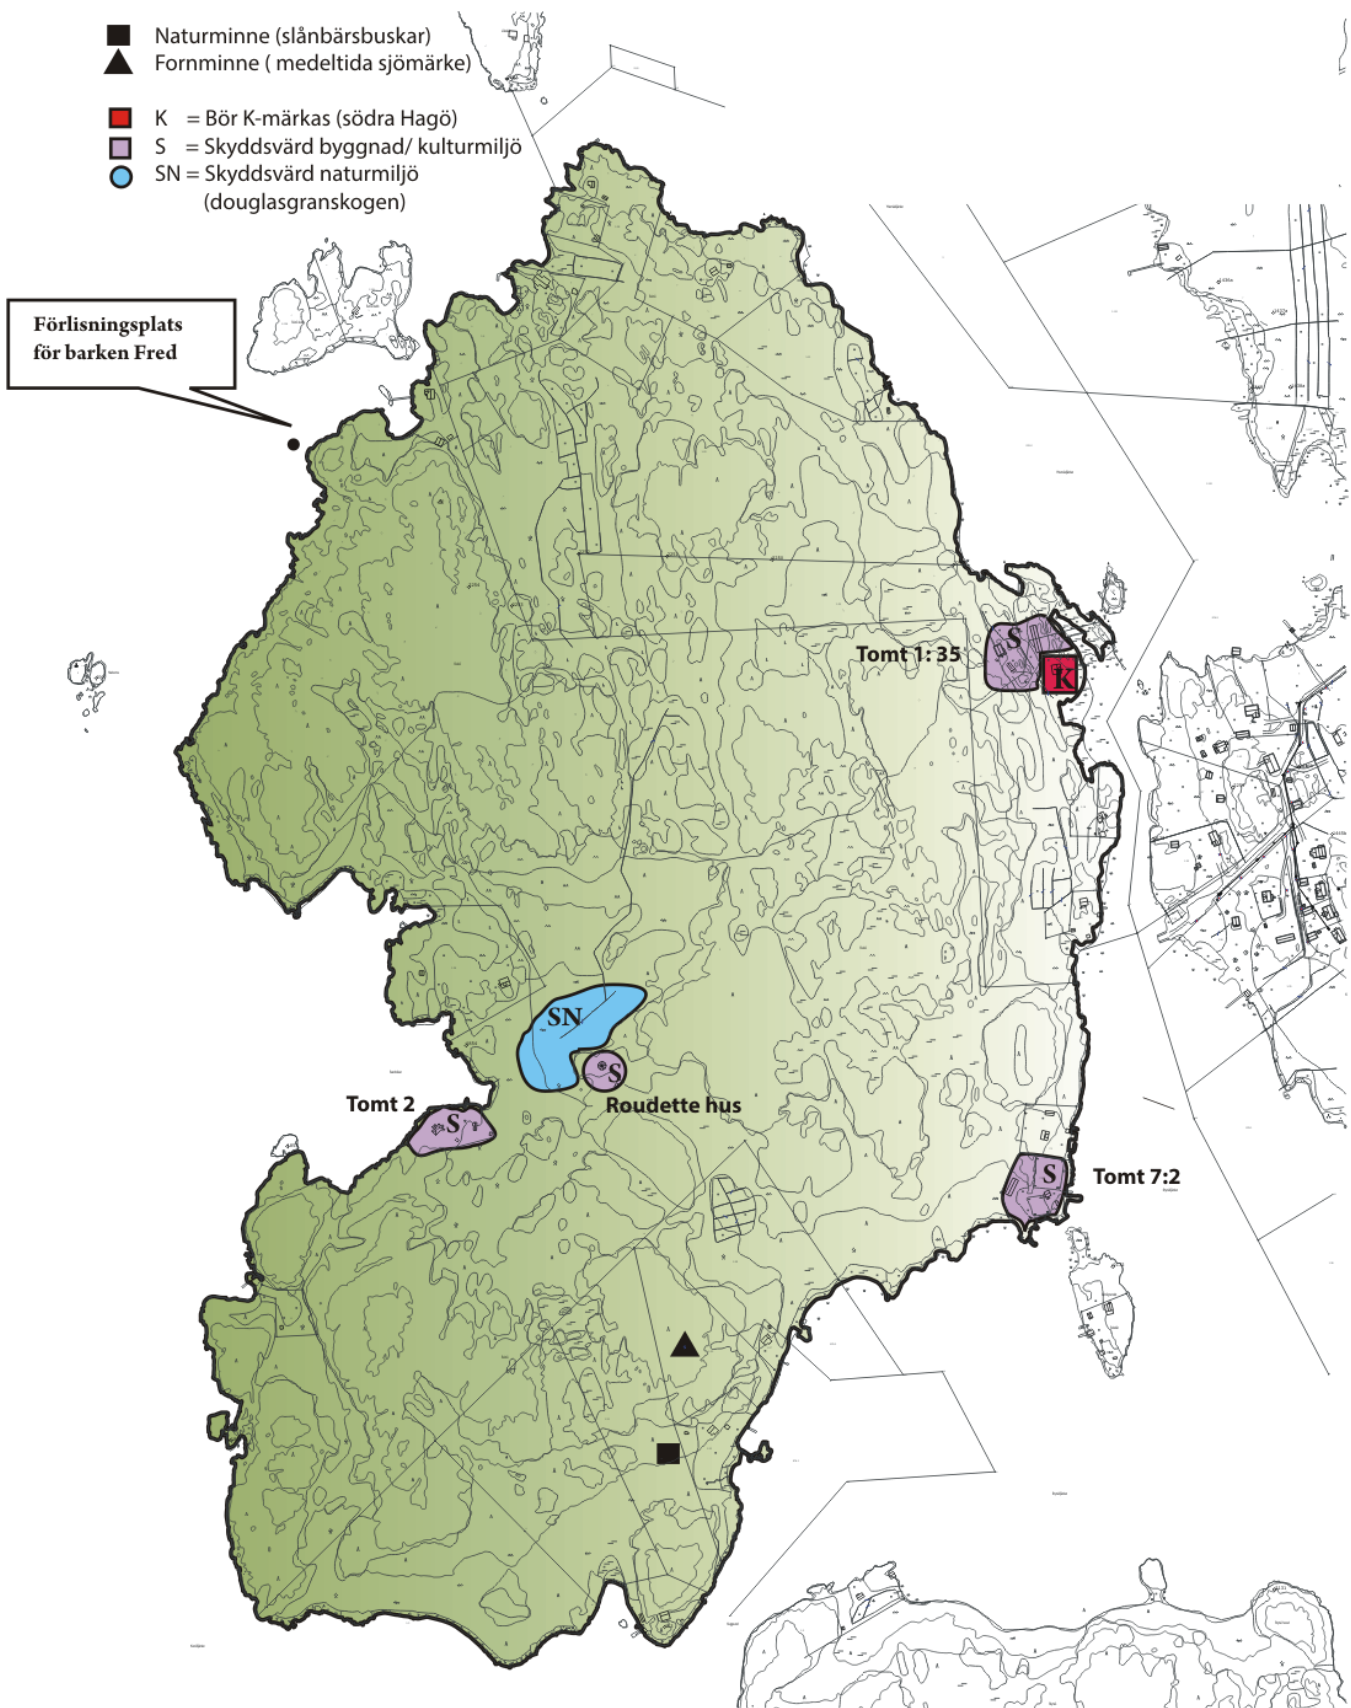 Naturminne (slånbärsbuskar)
Fornminne ( medeltida sjömärke)
K = Bör K-märkas (södra Hagö)
S = Skyddsvärd byggnad/ kulturmiljö
SN = Skyddsvärd naturmiljö
(douglasgranskogen)
Förlisningsplats
för barken Fred
S
Tomt 1: 35
K
SN
S
Roudette hus
Tomt 2
S
S
Tomt 7:2